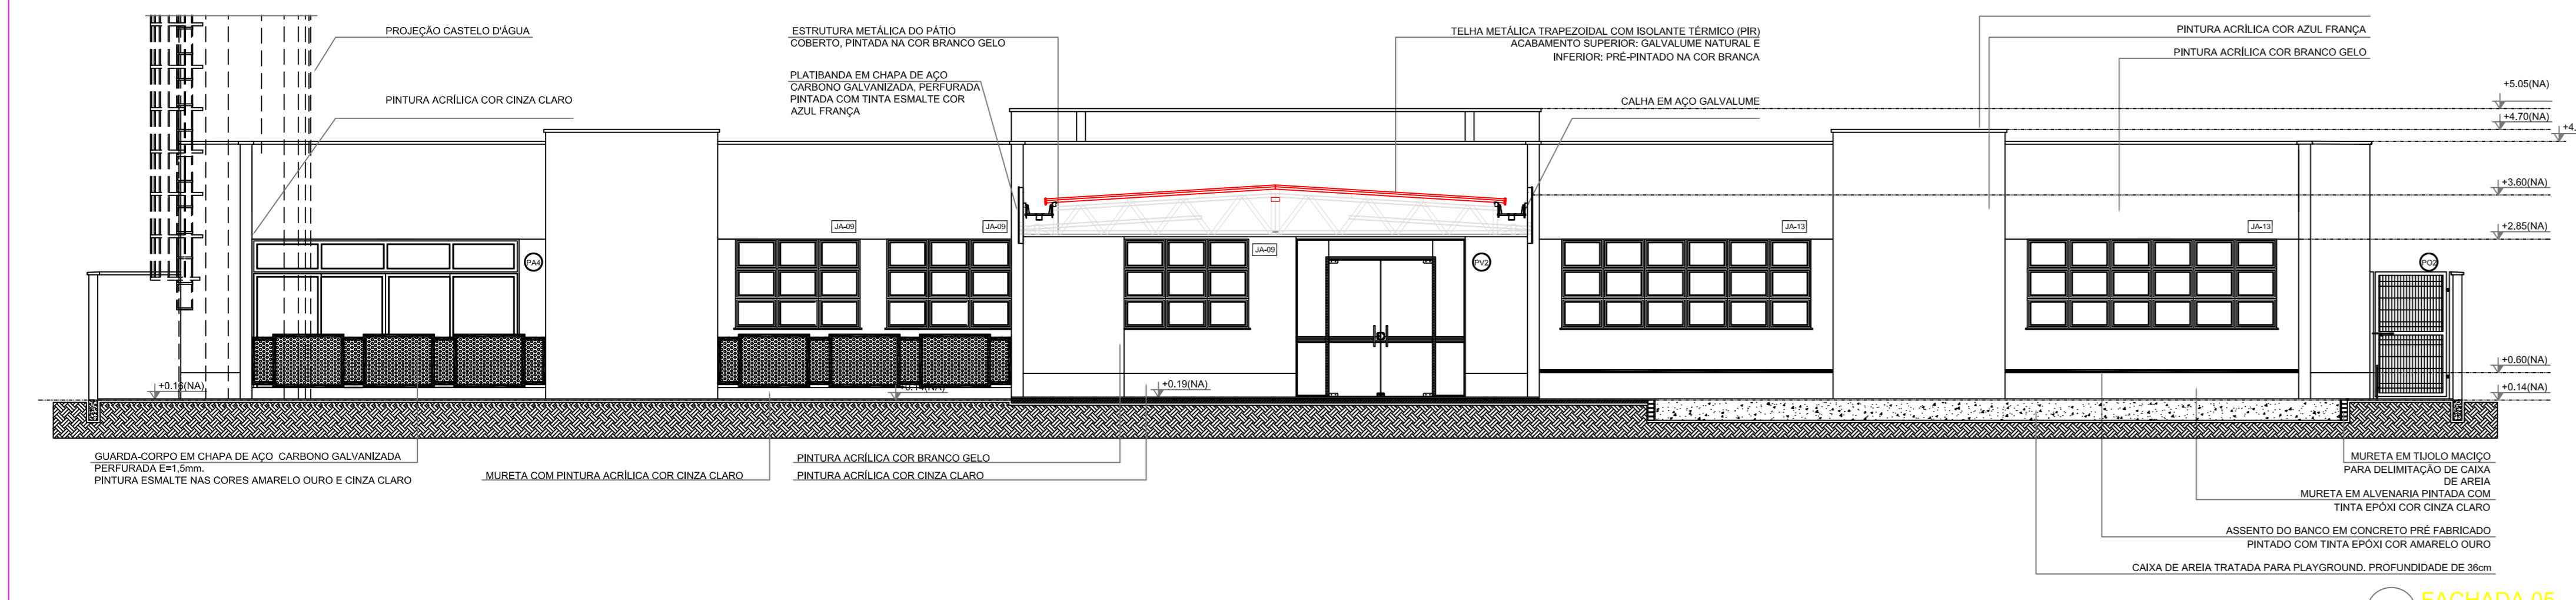 PROJEÇÃO CASTELO D'ÁGUA
PINTURA ACRÍLICA COR CINZA CLARO
ESTRUTURA METÁLICA DO PÁTIO
COBERTO, PINTADA NA COR BRANCO GELO
PLATIBANDA EM CHAPA DE AÇO
CARBONO GALVANIZADA, PERFURADA
PINTADA COM TINTA ESMALTE COR
AZUL FRANÇA
TELHA METÁLICA TRAPEZOIDAL COM ISOLANTE TÉRMICO (PIR)
ACABAMENTO SUPERIOR: GALVALUME NATURAL E
INFERIOR: PRÉ-PINTADO NA COR BRANCA
CALHA EM AÇO GALVALUME
PINTURA ACRÍLICA COR AZUL FRANÇA
PINTURA ACRÍLICA COR BRANCO GELO
+5.05(NA)
+4.70(NA)
+4,
+3.60(NA)
+2.85(NA)
+0.60(NA)
+0.14(NA)
JA-09
JA-09
JA-09
JA-13
JA-13
PA4
PV2
PO2
+0.16(NA)
+0.14(NA)
+0.19(NA)
GUARDA-CORPO EM CHAPA DE AÇO CARBONO GALVANIZADA
PERFURADA E=1,5mm.
PINTURA ESMALTE NAS CORES AMARELO OURO E CINZA CLARO
MURETA COM PINTURA ACRÍLICA COR CINZA CLARO
PINTURA ACRÍLICA COR BRANCO GELO
PINTURA ACRÍLICA COR CINZA CLARO
MURETA EM TIJOLO MACIÇO
PARA DELIMITAÇÃO DE CAIXA
DE AREIA
MURETA EM ALVENARIA PINTADA COM
TINTA EPÓXI COR CINZA CLARO
ASSENTO DO BANCO EM CONCRETO PRÉ FABRICADO
PINTADO COM TINTA EPÓXI COR AMARELO OURO
CAIXA DE AREIA TRATADA PARA PLAYGROUND. PROFUNDIDADE DE 36cm
FACHADA 05